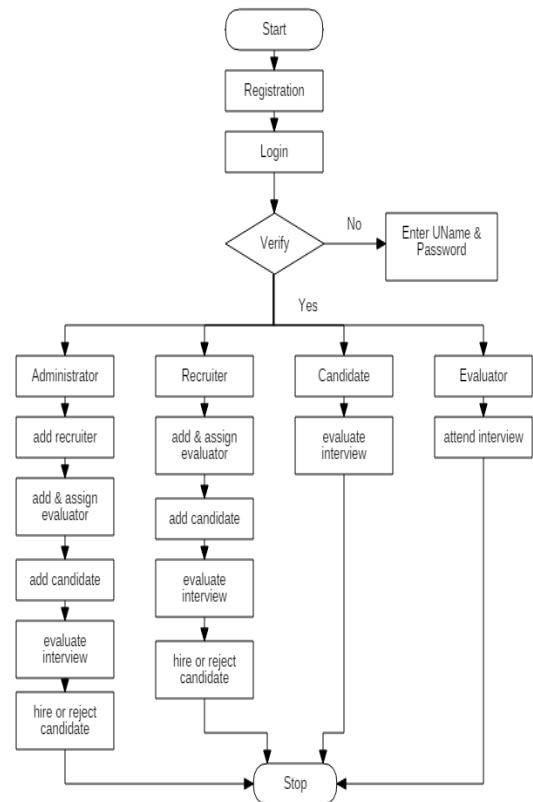 Start
Registration
Login
Verify
No
Enter UName &
Password
Yes
Administrator
Recruiter
Candidate
Evaluator
add recruiter
add & assign
evaluator
add candidate
evaluate
interview
hire or reject
candidate
add & assign
evaluator
add candidate
evaluate
interview
hire or reject
candidate
evaluate
interview
attend interview
Stop